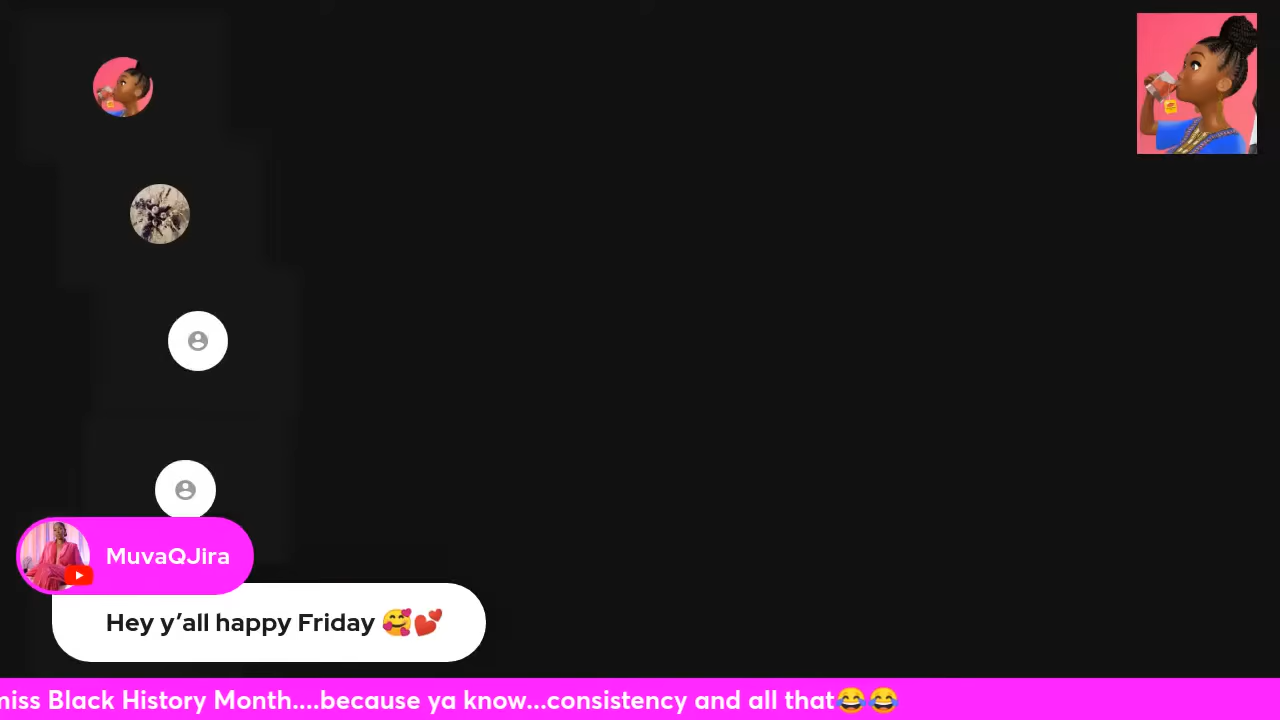 MuvaQJira
Hey y’all happy Friday 🥰💕
miss Black History Month....because ya know...consistency and all that😂😂